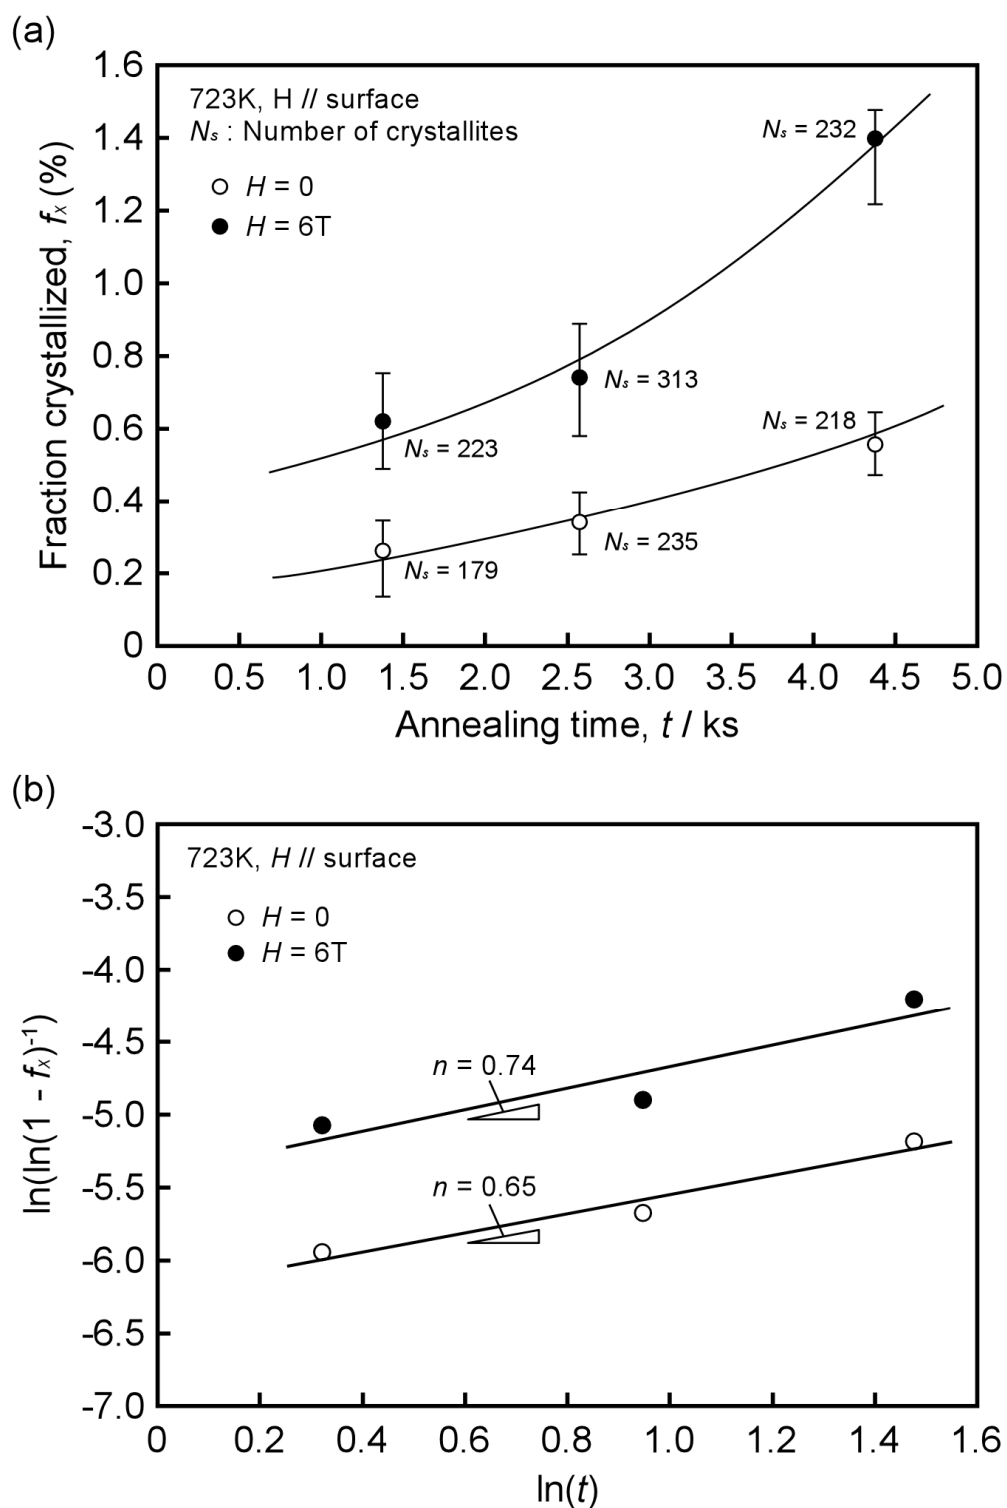 (a)
1.6
1.4
1.2
1.0
0.8
0.6
0.4
0.2
0
Fraction crystallized, fx (%)
723K, H // surface
Ns : Number of crystallites
H = 0
H = 6T
Ns = 232
Ns = 313
Ns = 223
Ns = 218
Ns = 235
Ns = 179
0 0.5 1.0 1.5 2.0 2.5 3.0 3.5 4.0 4.5 5.0
Annealing time, t / ks
(b)
-3.0
-3.5
-4.0
-4.5
-5.0
-5.5
-6.0
-6.5
-7.0
ln(ln(1 - fx)-1)
723K, H // surface
H = 0
H = 6T
n = 0.74
n = 0.65
0 0.2 0.4 0.6 0.8 1.0 1.2 1.4 1.6
ln(t)